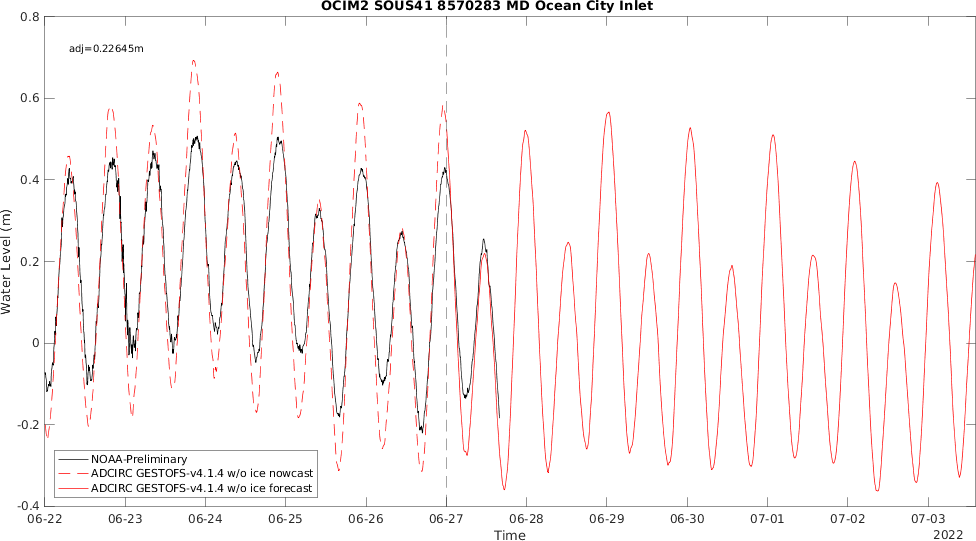 OCIM2 SOUS41 8570283 MD Ocean City Inlet
adj=0.22645m
Water Level (m)
0.8
0.6
0.4
0.2
0
-0.2
-0.4
NOAA-Preliminary
ADCIRC GESTOFS-v4.1.4 w/o ice nowcast
ADCIRC GESTOFS-v4.1.4 w/o ice forecast
06-22 06-23 06-24 06-25 06-26 06-27 06-28 06-29 06-30 07-01 07-02 07-03
Time
2022